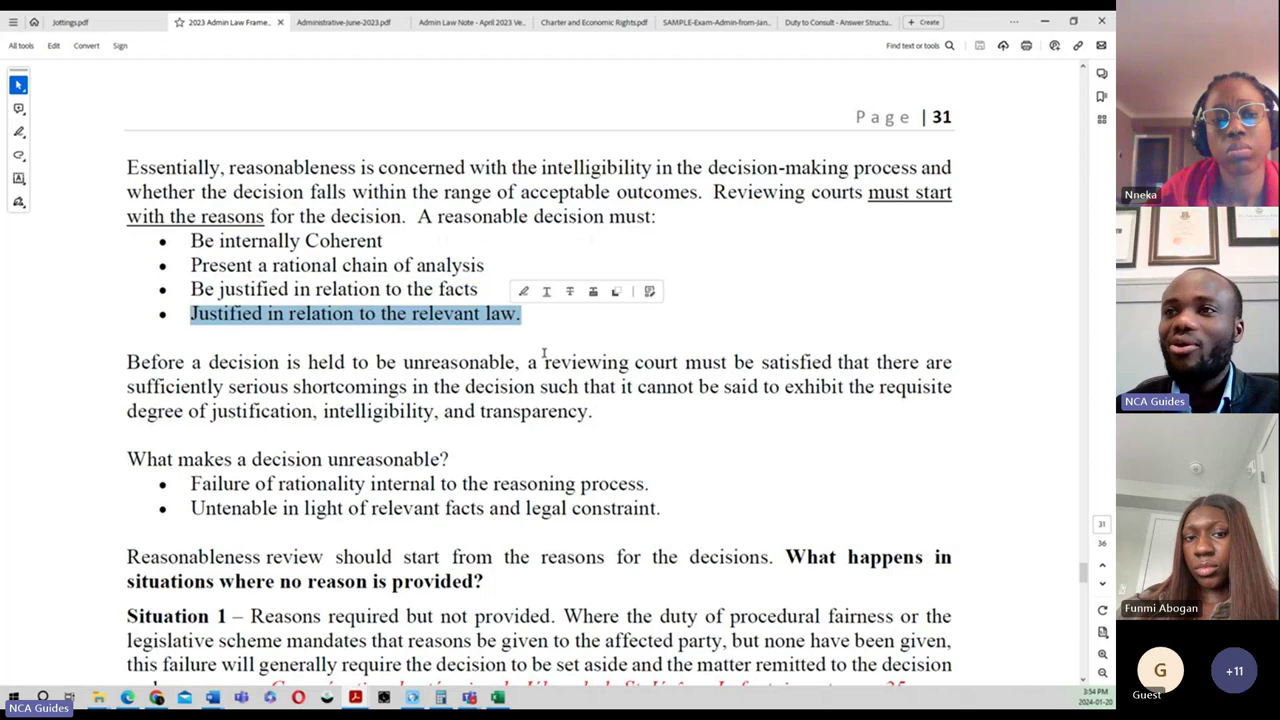 Jottings.pdf
2023 Admin Law Frame...
Administrative-June-2023.pdf
Admin Law Note - April 2023 Ve...
Charter and Economic Rights.pdf
SAMPLE-Exam-Admin-from-Jan...
Duty to Consult - Answer Structu...
+ Create
All tools
Edit
Convert
Sign
Find text or tools
Page | 31
Essentially, reasonableness is concerned with the intelligibility in the decision-making process and
whether the decision falls within the range of acceptable outcomes. Reviewing courts must start
with the reasons for the decision. A reasonable decision must:
• Be internally Coherent
• Present a rational chain of analysis
• Be justified in relation to the facts
• Justified in relation to the relevant law.
Before a decision is held to be unreasonable, a reviewing court must be satisfied that there are
sufficiently serious shortcomings in the decision such that it cannot be said to exhibit the requisite
degree of justification, intelligibility, and transparency.
What makes a decision unreasonable?
• Failure of rationality internal to the reasoning process.
• Untenable in light of relevant facts and legal constraint.
Reasonableness review should start from the reasons for the decisions. What happens in
situations where no reason is provided?
Situation 1 – Reasons required but not provided. Where the duty of procedural fairness or the
legislative scheme mandates that reasons be given to the affected party, but none have been given,
this failure will generally require the decision to be set aside and the matter remitted to the decision
31
36
3:54 PM
2024-01-20
NCA Guides
Nneka
NCA Guides
Funmi Abogan
G
Guest
+11